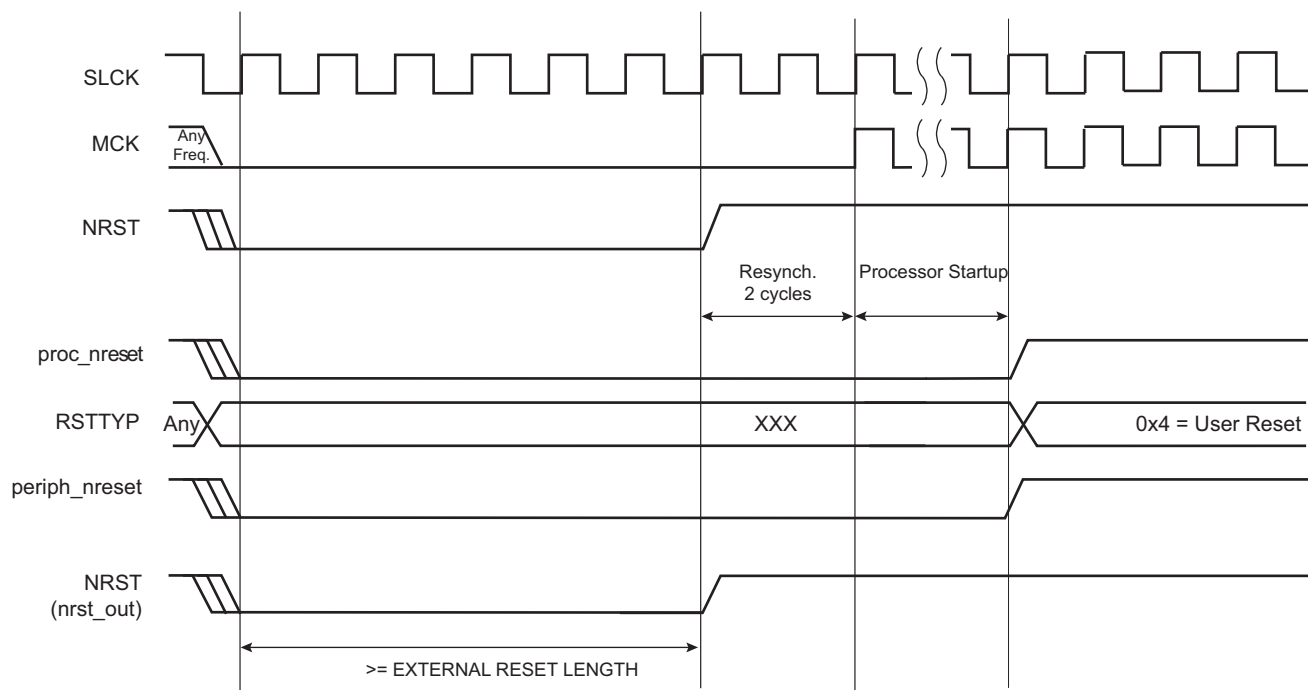 SLCK
MCK
Any
Freq.
NRST
Resynch.
2 cycles
Processor Startup
proc_nreset
RSTTYP
Any
XXX
0x4 = User Reset
periph_nreset
NRST
(nrst_out)
>= EXTERNAL RESET LENGTH